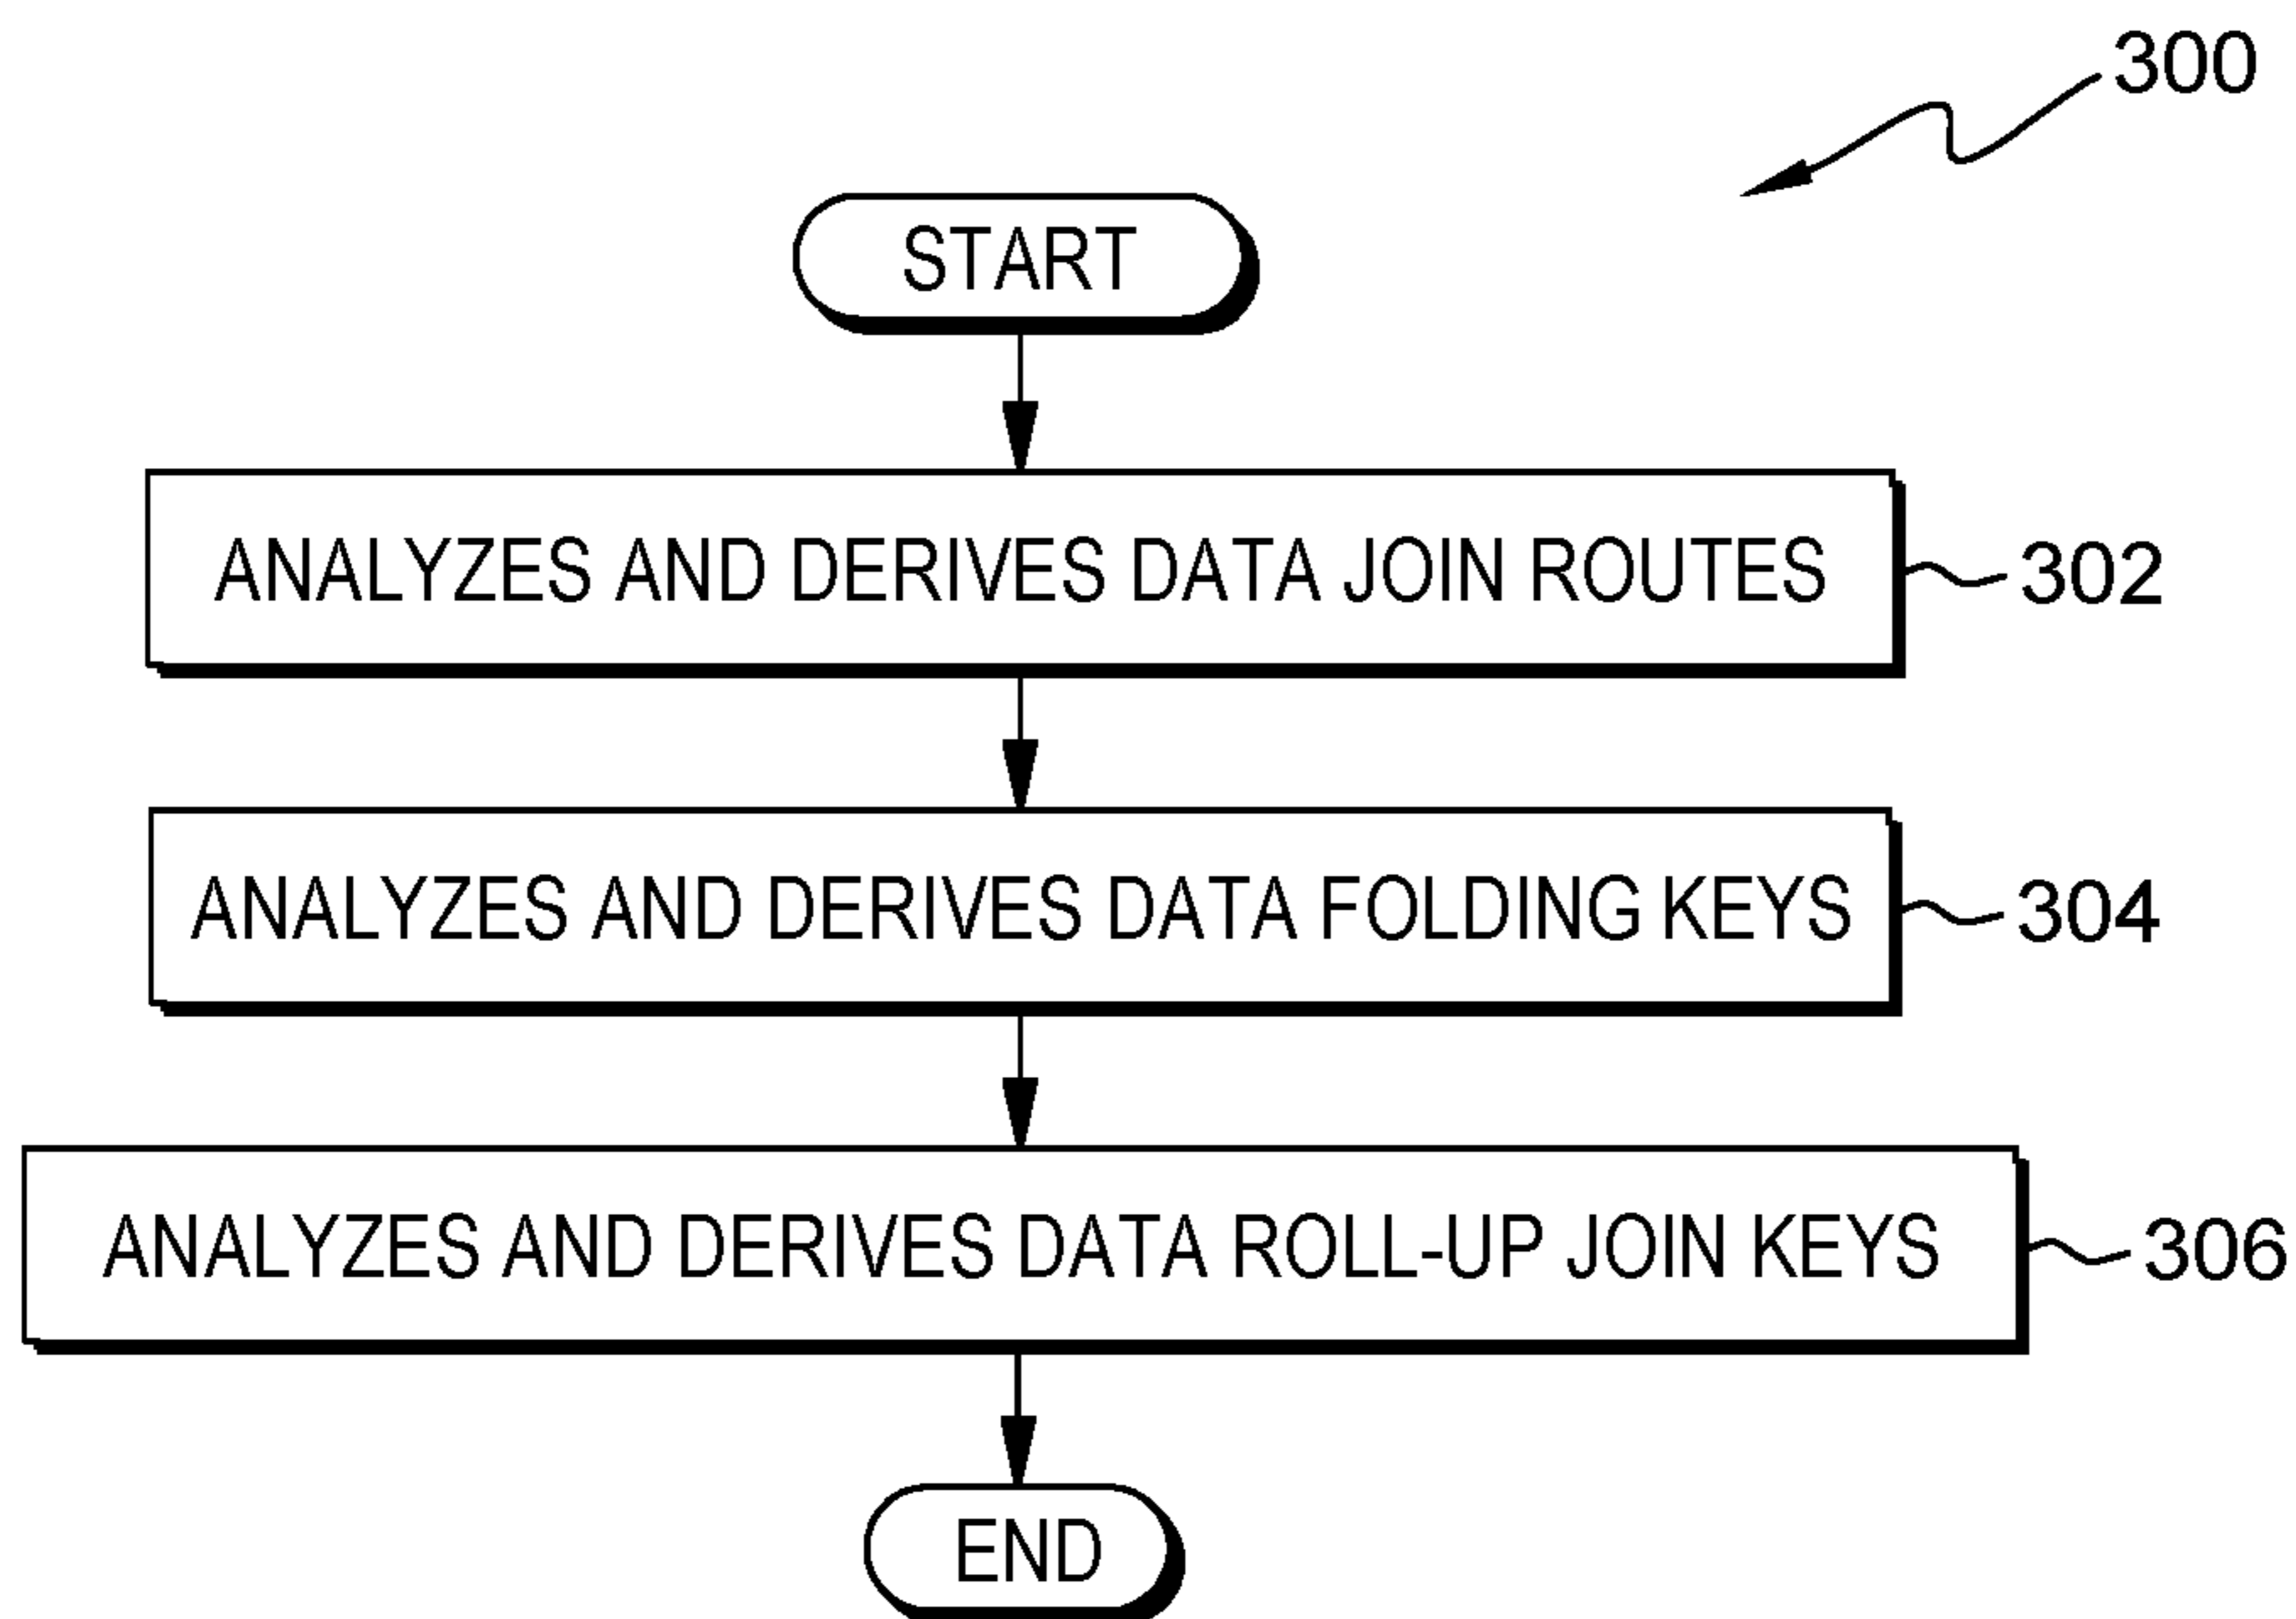 300
START
ANALYZES AND DERIVES DATA JOIN ROUTES
302
ANALYZES AND DERIVES DATA FOLDING KEYS
304
ANALYZES AND DERIVES DATA ROLL-UP JOIN KEYS
306
END